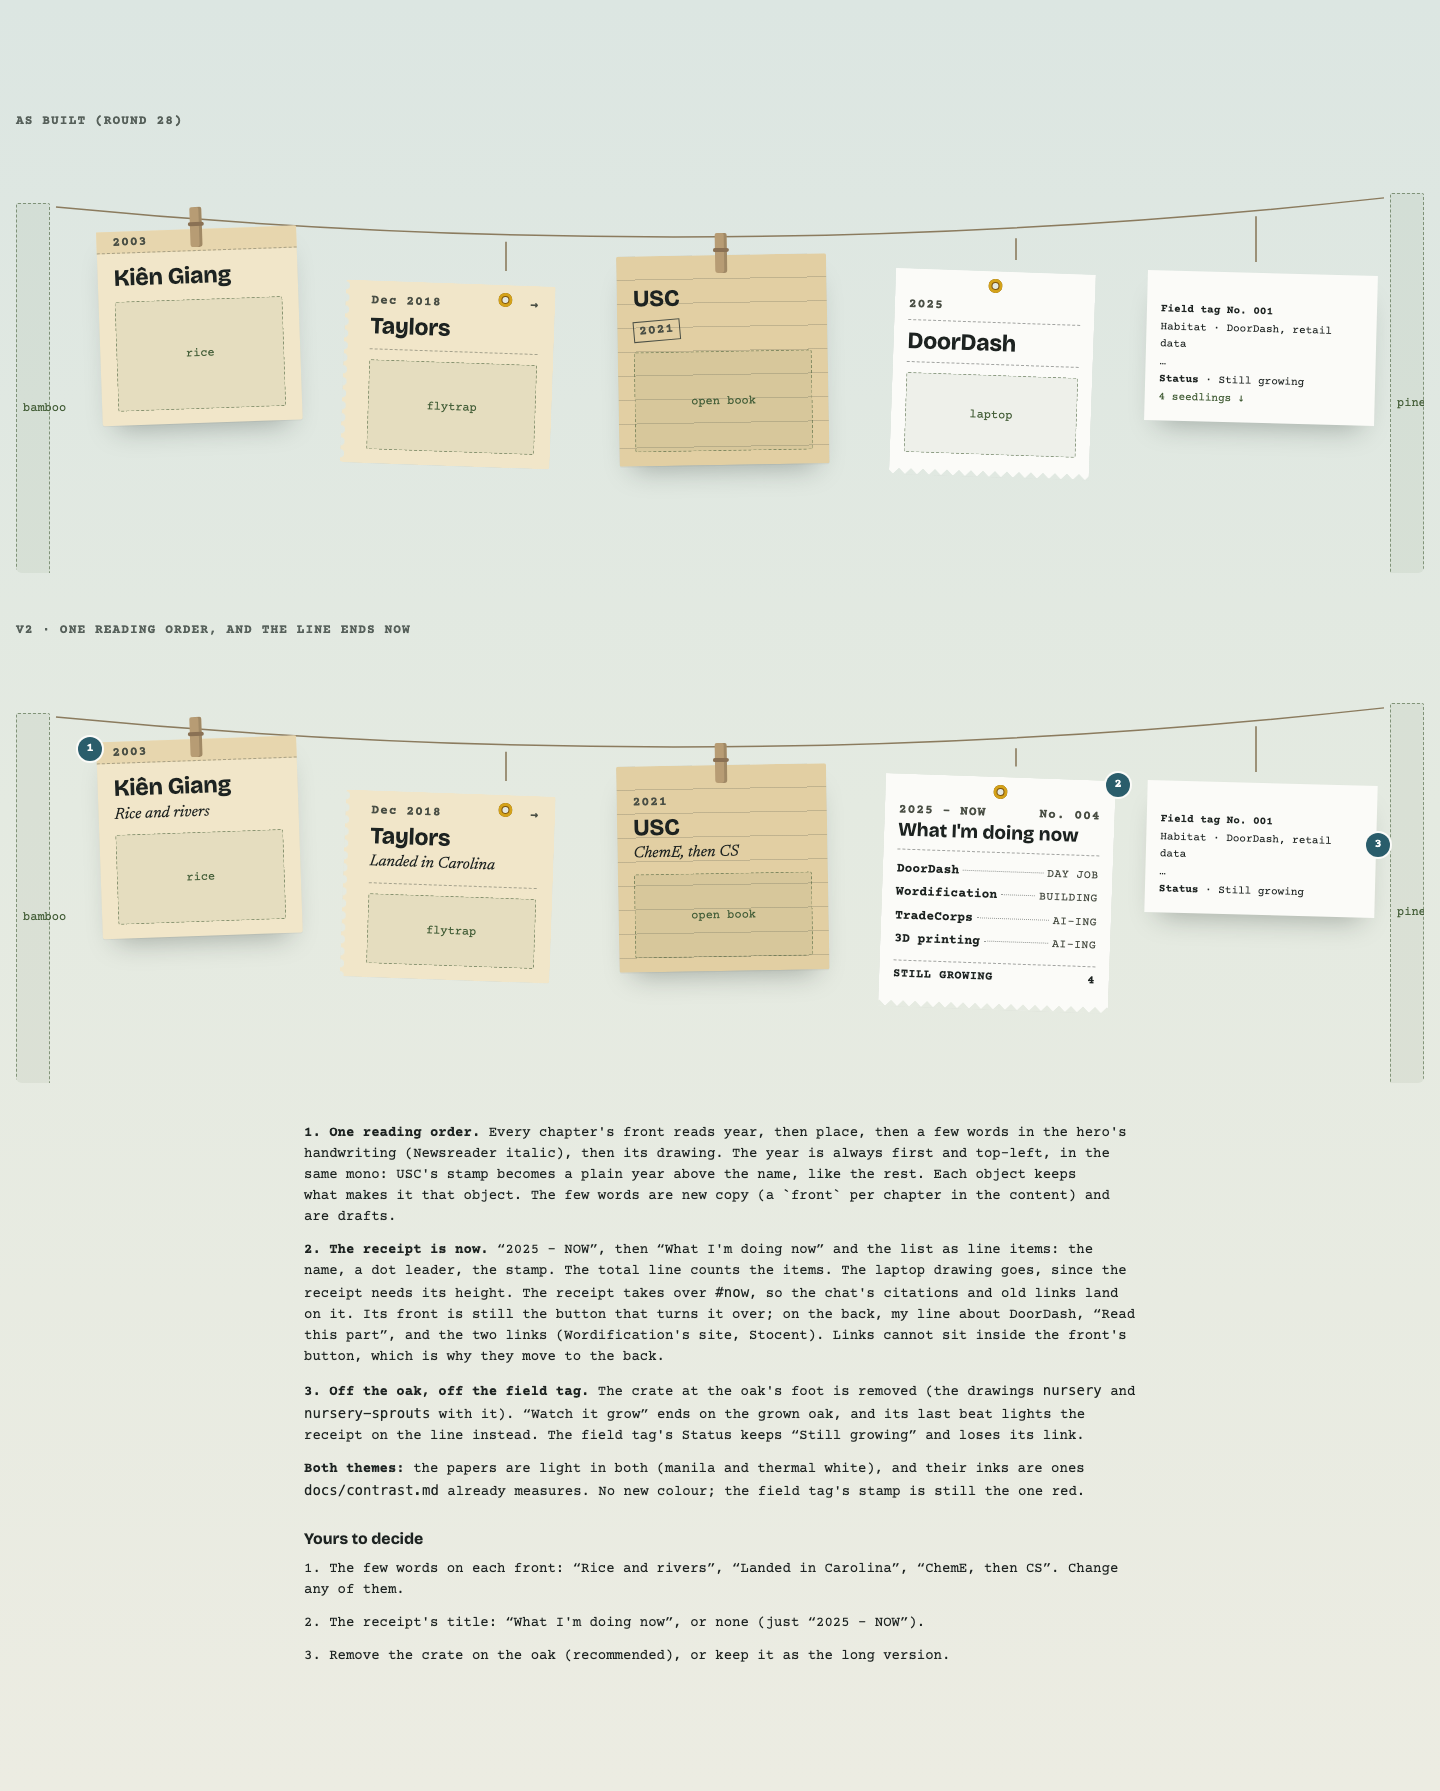 AS BUILT (ROUND 28)
2003
Kiên Giang
rice
bamboo
Dec 2018 →
Taylors
flytrap
USC
2021
open book
2025
DoorDash
laptop
Field tag No. 001
Habitat · DoorDash, retail
data
…
Status · Still growing
4 seedlings ↓
pine
V2 · ONE READING ORDER, AND THE LINE ENDS NOW
1
2003
Kiên Giang
Rice and rivers
rice
bamboo
Dec 2018 →
Taylors
Landed in Carolina
flytrap
2021
USC
ChemE, then CS
open book
2
2025 – NOW No. 004
What I'm doing now
DoorDash DAY JOB
Wordification BUILDING
TradeCorps AI-ING
3D printing AI-ING
STILL GROWING 4
3
Field tag No. 001
Habitat · DoorDash, retail
data
…
Status · Still growing
pine
1. One reading order. Every chapter's front reads year, then place, then a few words in the hero's
handwriting (Newsreader italic), then its drawing. The year is always first and top-left, in the
same mono: USC's stamp becomes a plain year above the name, like the rest. Each object keeps
what makes it that object. The few words are new copy (a `front` per chapter in the content) and
are drafts.
2. The receipt is now. “2025 – NOW”, then “What I'm doing now” and the list as line items: the
name, a dot leader, the stamp. The total line counts the items. The laptop drawing goes, since the
receipt needs its height. The receipt takes over #now, so the chat's citations and old links land
on it. Its front is still the button that turns it over; on the back, my line about DoorDash, “Read
this part”, and the two links (Wordification's site, Stocent). Links cannot sit inside the front's
button, which is why they move to the back.
3. Off the oak, off the field tag. The crate at the oak's foot is removed (the drawings nursery and
nursery-sprouts with it). “Watch it grow” ends on the grown oak, and its last beat lights the
receipt on the line instead. The field tag's Status keeps “Still growing” and loses its link.
Both themes: the papers are light in both (manila and thermal white), and their inks are ones
docs/contrast.md already measures. No new colour; the field tag's stamp is still the one red.
Yours to decide
1. The few words on each front: “Rice and rivers”, “Landed in Carolina”, “ChemE, then CS”. Change
any of them.
2. The receipt's title: “What I'm doing now”, or none (just “2025 – NOW”).
3. Remove the crate on the oak (recommended), or keep it as the long version.